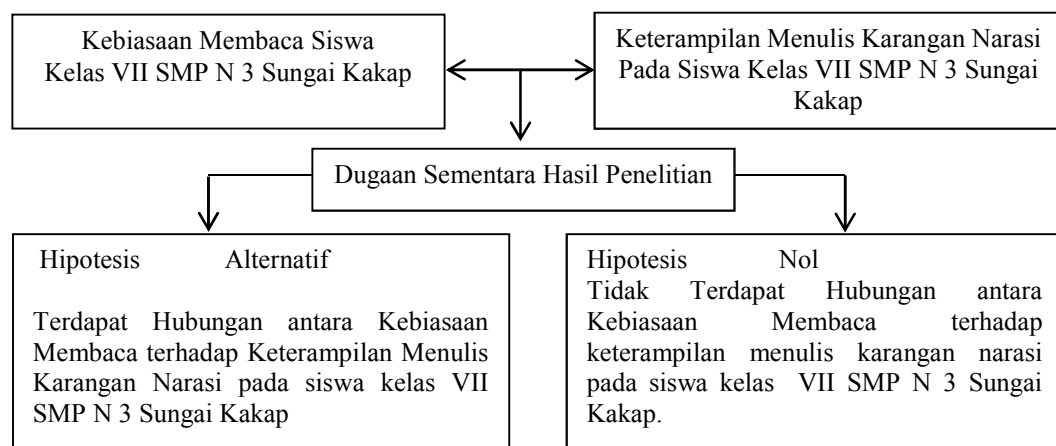 Kebiasaan Membaca Siswa
Kelas VII SMP N 3 Sungai Kakap
Keterampilan Menulis Karangan Narasi
Pada Siswa Kelas VII SMP N 3 Sungai
Kakap
Dugaan Sementara Hasil Penelitian
Hipotesis Alternatif
Terdapat Hubungan antara Kebiasaan
Membaca terhadap Keterampilan Menulis
Karangan Narasi pada siswa kelas VII
SMP N 3 Sungai Kakap
Hipotesis Nol
Tidak Terdapat Hubungan antara
Kebiasaan Membaca terhadap
keterampilan menulis karangan narasi
pada siswa kelas VII SMP N 3 Sungai
Kakap.